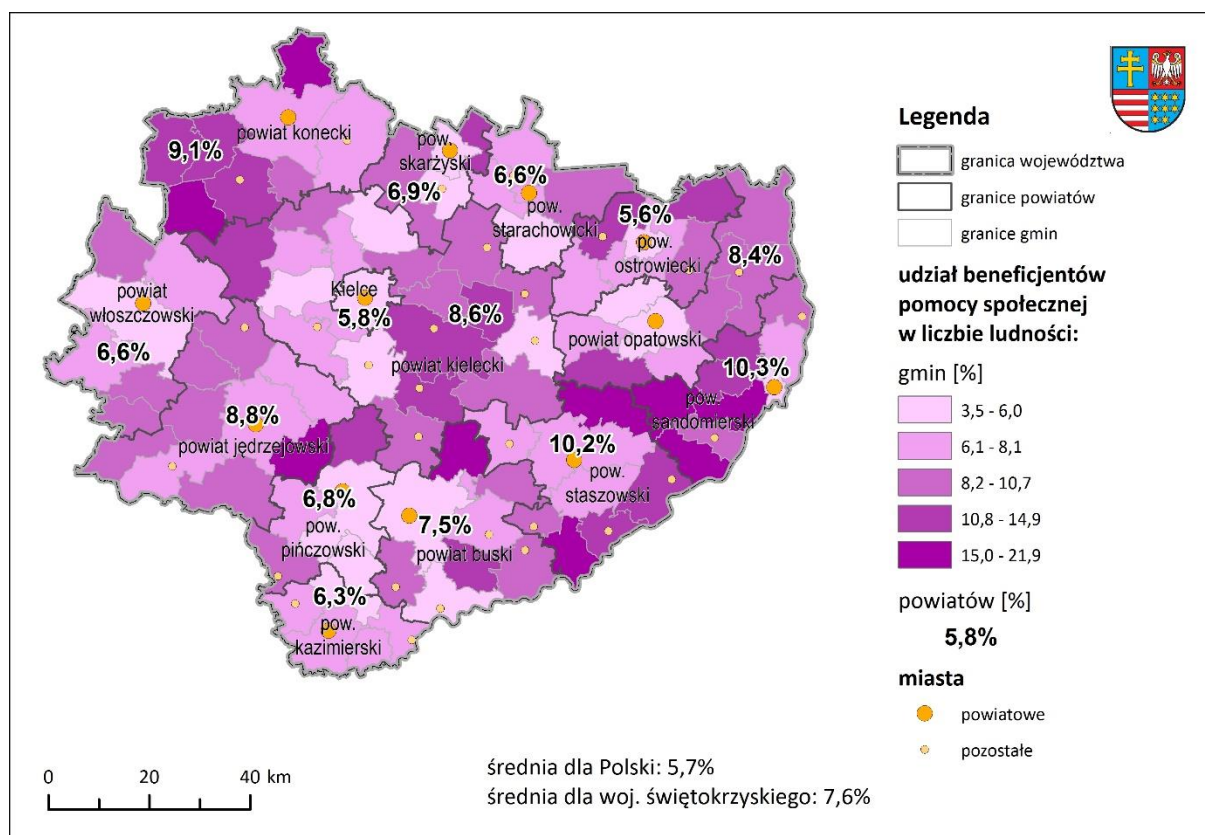 powiat konecki
9,1%
pow.
skarżyski
6,9%
6,6%
pow.
starachowicki
5,6%
pow.
ostrowiecki
8,4%
powiat
włoszczowski
6,6%
Kielce
5,8%
8,6%
powiat kielecki
powiat opatowski
10,3%
pow.
sandomierski
8,8%
powiat jędrzejowski
10,2%
pow.
staszowski
6,8%
pow.
pińczowski
7,5%
powiat buski
6,3%
pow.
kazimierski
Legenda
granica województwa
granice powiatów
granice gmin
udział beneficjentów
pomocy społecznej
w liczbie ludności:
gmin [%]
3,5 - 6,0
6,1 - 8,1
8,2 - 10,7
10,8 - 14,9
15,0 - 21,9
powiatów [%]
5,8%
miasta
powiatowe
pozostałe
0 20 40 km
średnia dla Polski: 5,7%
średnia dla woj. świętokrzyskiego: 7,6%